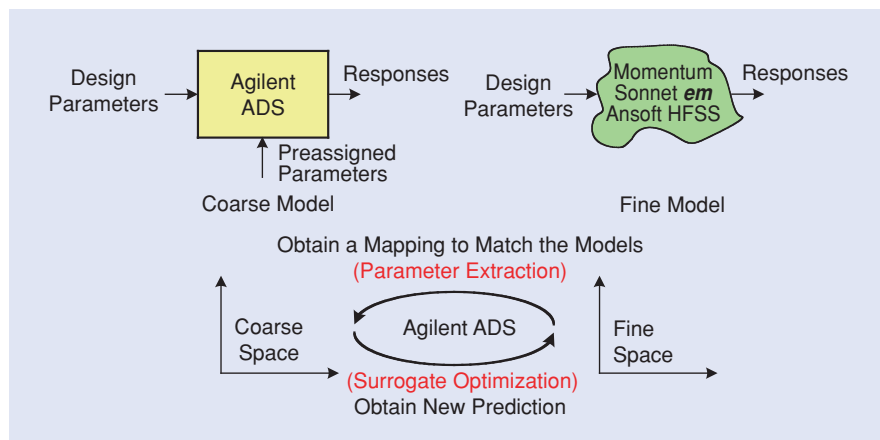 Design
Parameters
Agilent
ADS
Responses
Preassigned
Parameters
Coarse Model
Design
Parameters
Momentum
Sonnet em
Ansoft HFSS
Responses
Fine Model
Obtain a Mapping to Match the Models
(Parameter Extraction)
Coarse
Space
Agilent ADS
Fine
Space
(Surrogate Optimization)
Obtain New Prediction